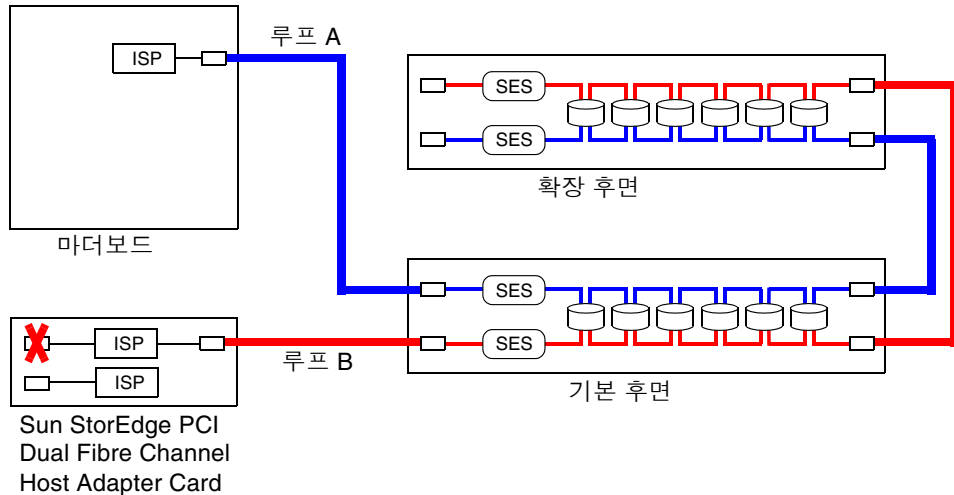 루프 A
ISP
SES
SES
확장 후면
마더보드
SES
ISP
SES
루프 B
ISP
기본 후면
Sun StorEdge PCI
Dual Fibre Channel
Host Adapter Card